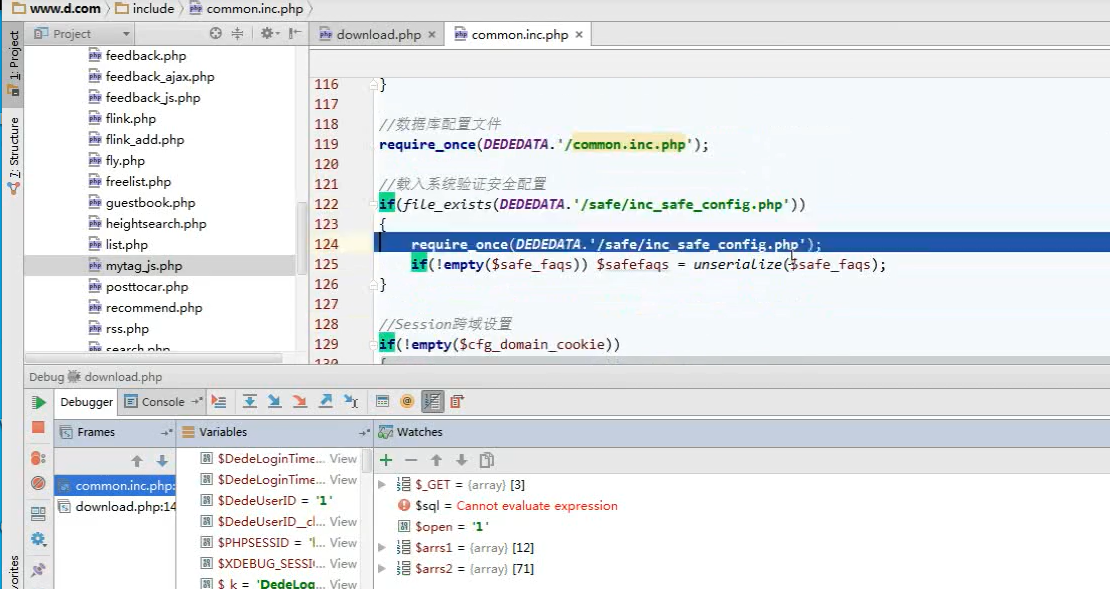 www.d.com include common.inc.php
Project download.php common.inc.php
1: Project
7: Structure
feedback.php
feedback_ajax.php
feedback_js.php
flink.php
flink_add.php
fly.php
freelist.php
guestbook.php
heightsearch.php
list.php
mytag_js.php
posttocar.php
recommend.php
rss.php
search.php
116 }
117
118 //数据库配置文件
119 require_once(DEDEDATA.'/common.inc.php');
120
121 //载入系统验证安全配置
122 if(file_exists(DEDEDATA.'/safe/inc_safe_config.php'))
123 {
124 require_once(DEDEDATA.'/safe/inc_safe_config.php');
125 if(!empty($safe_faqs)) $safefaqs = unserialize($safe_faqs);
126 }
127
128 //Session跨域设置
129 if(!empty($cfg_domain_cookie))
130 {
Debug download.php
Debugger Console
Frames Variables Watches
common.inc.php:
download.php:14
$DedeLoginTime... View
$DedeLoginTime... View
$DedeUserID = '1'
$DedeUserID__cl... View
$PHPSESSID = 'l... View
$XDEBUG_SESSI... View
$_k = 'DedeLog... View
$_GET = {array} [3]
$sql = Cannot evaluate expression
$open = '1'
$arrs1 = {array} [12]
$arrs2 = {array} [71]
vorites